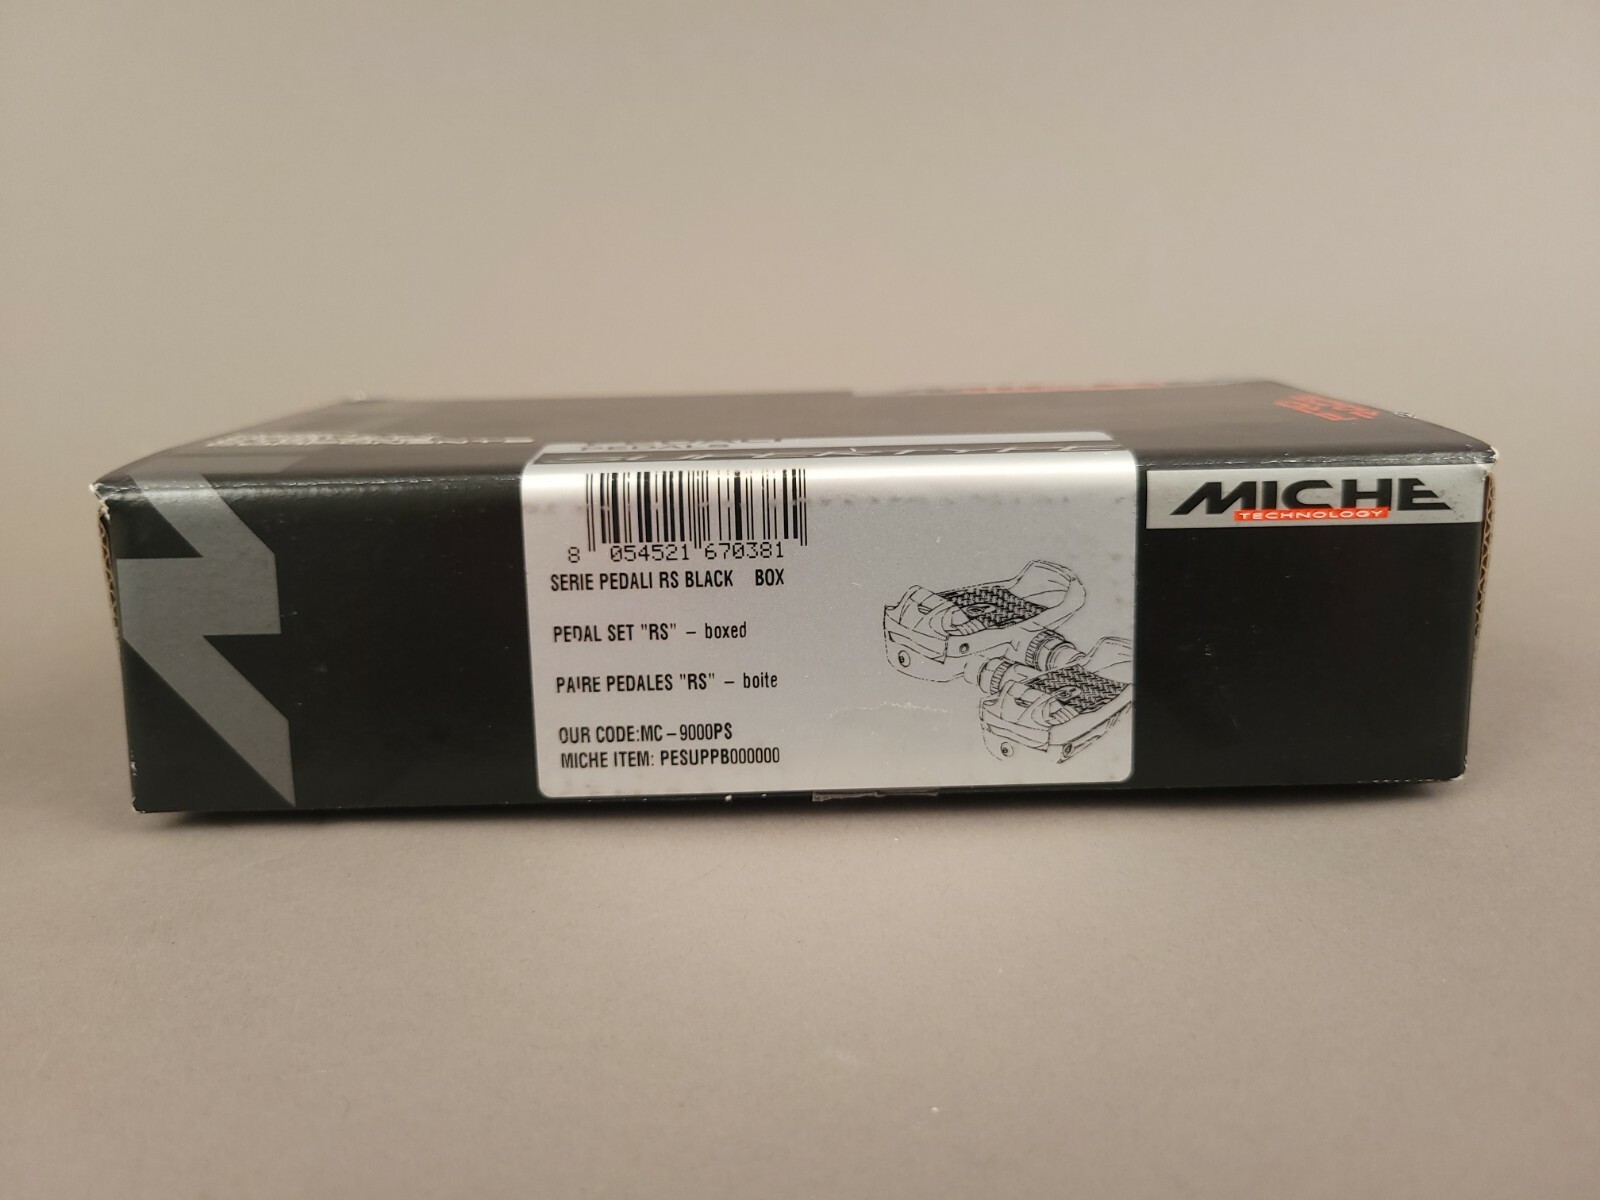 MICHE
TECHNOLOGY
8 054521 670381
SERIE PEDALI RS BLACK BOX
PEDAL SET "RS" - boxed
PAIRE PEDALES "RS" - boite
OUR CODE:MC-9000PS
MICHE ITEM: PESUPPB000000